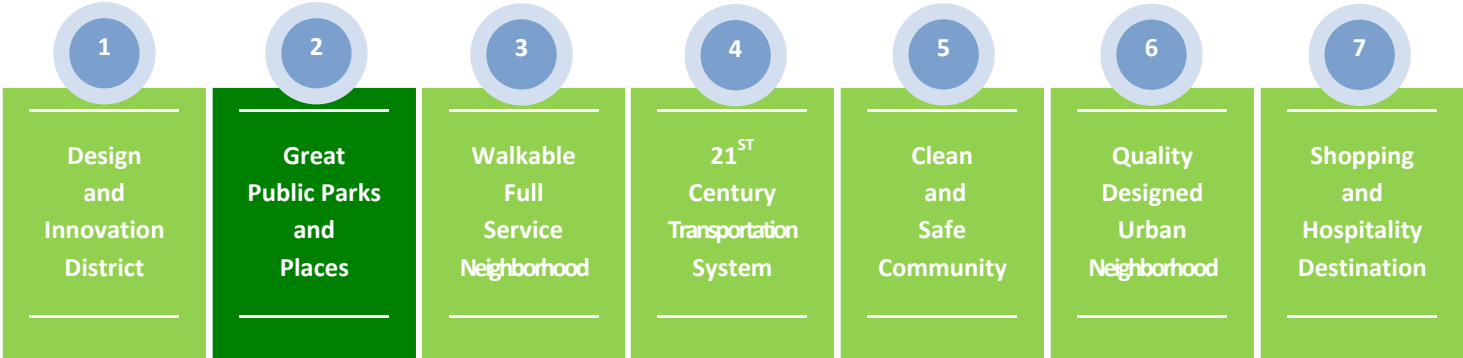 1
Design
and
Innovation
District
2
Great
Public Parks
and
Places
3
Walkable
Full
Service
Neighborhood
4
21ST
Century
Transportation
System
5
Clean
and
Safe
Community
6
Quality
Designed
Urban
Neighborhood
7
Shopping
and
Hospitality
Destination